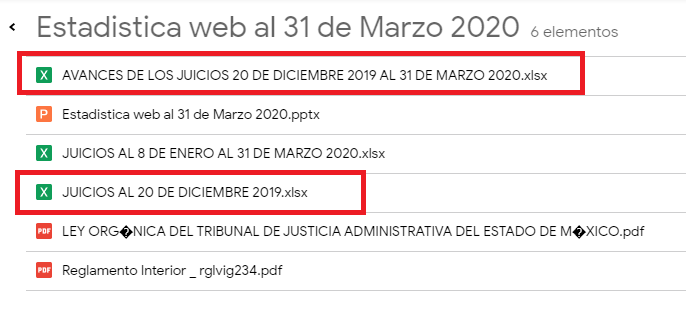 Estadistica web al 31 de Marzo 2020 6 elementos
X AVANCES DE LOS JUICIOS 20 DE DICIEMBRE 2019 AL 31 DE MARZO 2020.xlsx
P Estadistica web al 31 de Marzo 2020.pptx
X JUICIOS AL 8 DE ENERO AL 31 DE MARZO 2020.xlsx
X JUICIOS AL 20 DE DICIEMBRE 2019.xlsx
PDF LEY ORG�NICA DEL TRIBUNAL DE JUSTICIA ADMINISTRATIVA DEL ESTADO DE M�XICO.pdf
PDF Reglamento Interior _ rglvig234.pdf